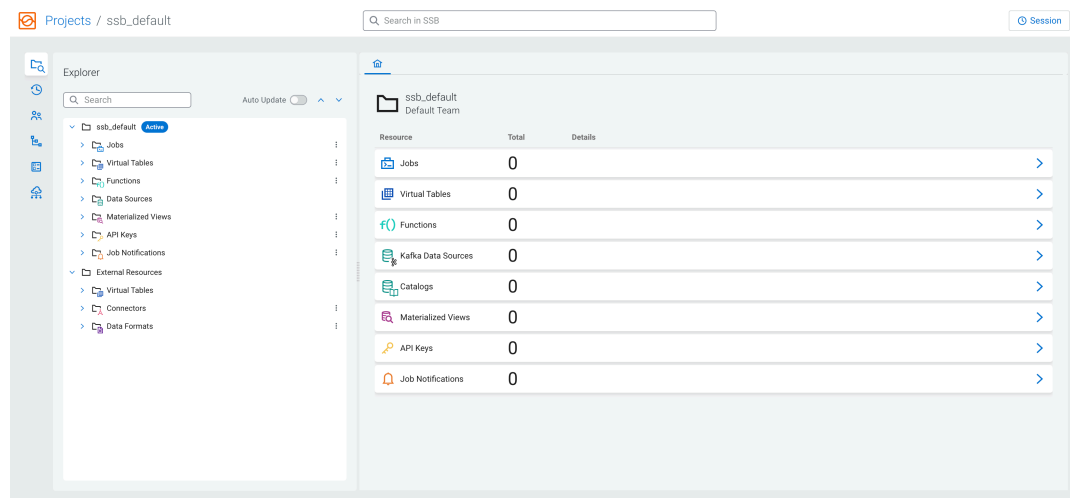 Projects / ssb_default
Search in SSB
Session
Explorer
Search
Auto Update
ssb_default Active
Jobs
Virtual Tables
Functions
Data Sources
Materialized Views
API Keys
Job Notifications
External Resources
Virtual Tables
Connectors
Data Formats
ssb_default
Default Team
Resource Total Details
Jobs 0
Virtual Tables 0
f() Functions 0
Kafka Data Sources 0
Catalogs 0
Materialized Views 0
API Keys 0
Job Notifications 0